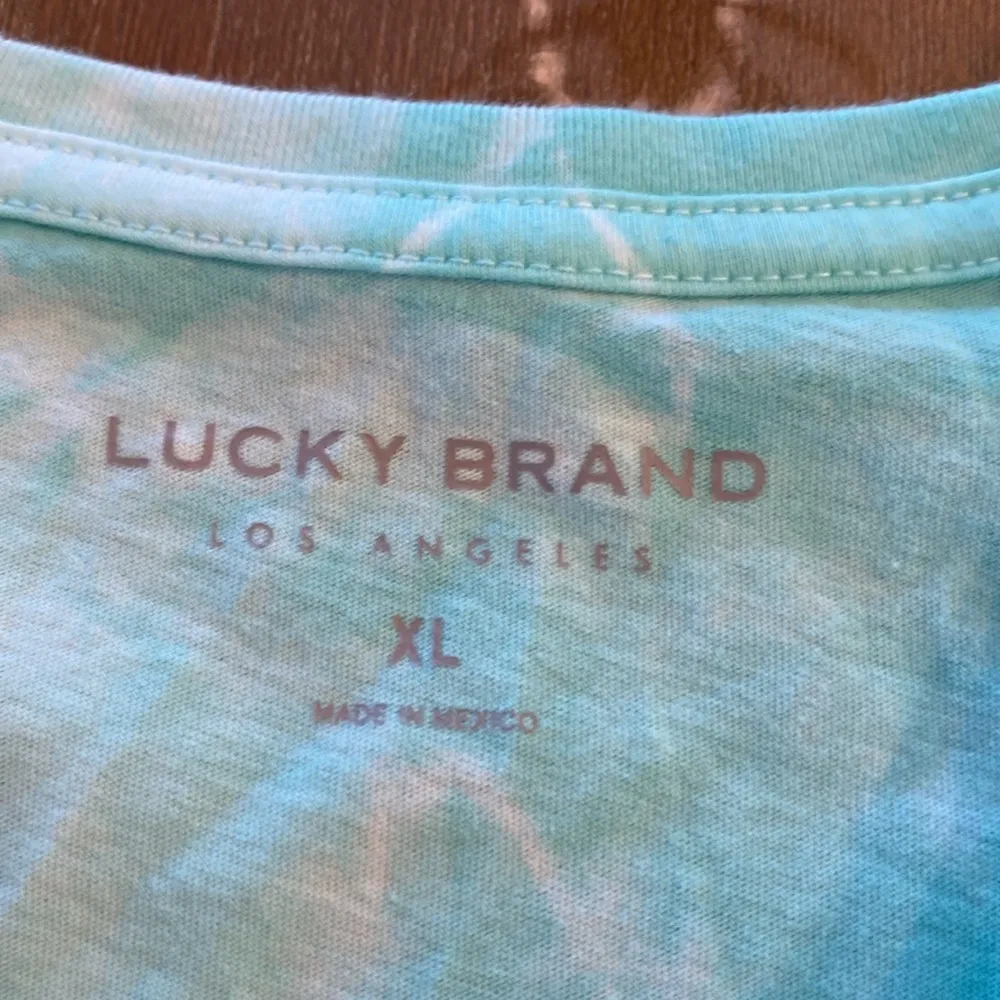 LUCKY BRAND
LOS ANGELES
XL
MADE IN MEXICO